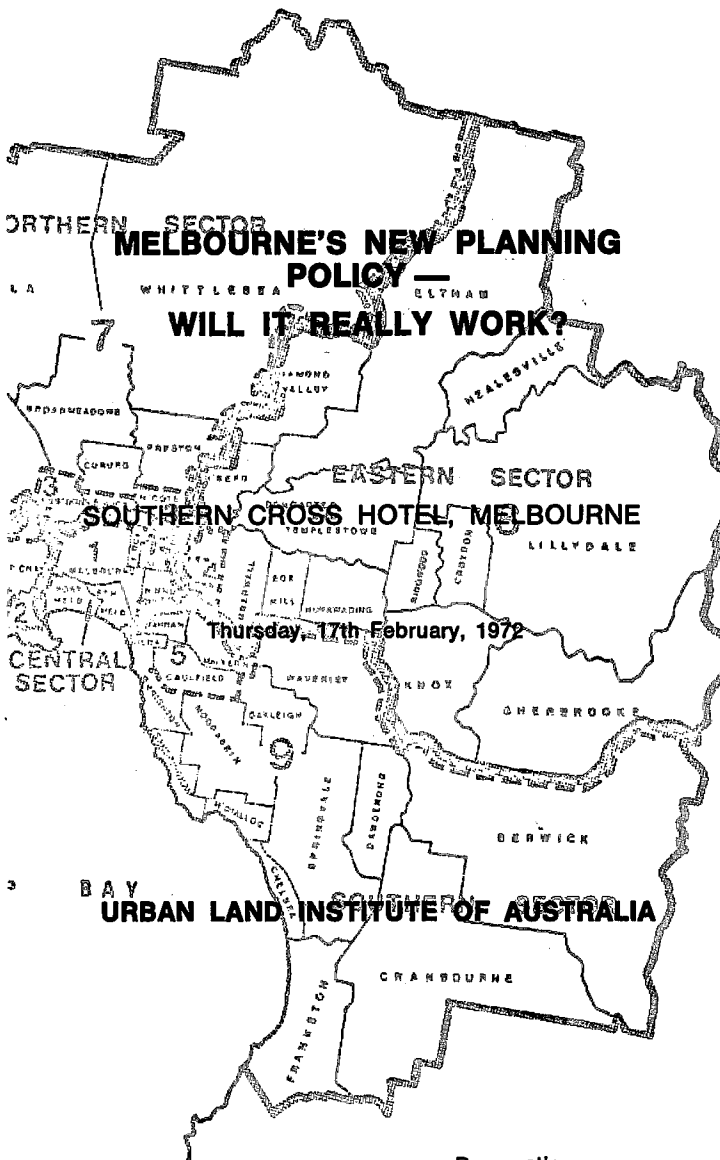 SECTOR
MELBOURNE'S NEW PLANNING
POLICY —
WHITTLESEA
ELTHAM
WILL IT REALLY WORK?
7
VALLEY
HEALESVILLE
BROADMEADOWS
PRESTON
COBURG
EASTERN SECTOR
3
SOUTHERN CROSS HOTEL, MELBOURNE
TEMPLESTOWE
LILLYDALE
1
MELBOURNE
CROYDON
RINGWOOD
BOX
HILL
NUNAWADING
Thursday, 17th February, 1972
2
CENTRAL
SECTOR
5
MALVERN
CAULFIELD
WAVERLEY
KNOX
SHERBROOKE
OAKLEIGH
MOORABBIN
9
SPRINGVALE
DANDENONG
BERWICK
CHELSEA
BAY
SOUTHERN SECTOR
URBAN LAND INSTITUTE OF AUSTRALIA
CRANBOURNE
FRANKSTON